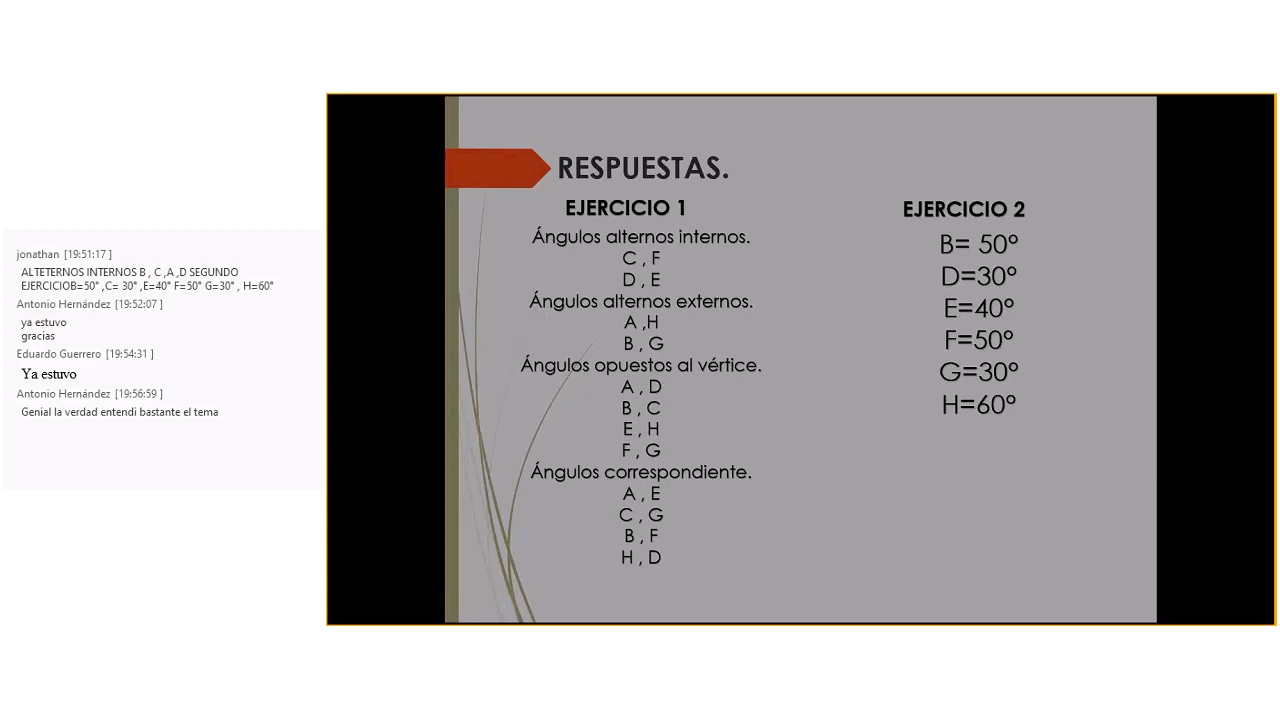 jonathan [19:51:17 ]
ALTETERNOS INTERNOS B , C ,A ,D SEGUNDO
EJERCICIOB=50° ,C= 30° ,E=40° F=50° G=30° , H=60°
Antonio Hernández [19:52:07 ]
ya estuvo
gracias
Eduardo Guerrero [19:54:31 ]
Ya estuvo
Antonio Hernández [19:56:59 ]
Genial la verdad entendi bastante el tema
RESPUESTAS.
EJERCICIO 1
Ángulos alternos internos.
C , F
D , E
Ángulos alternos externos.
A ,H
B , G
Ángulos opuestos al vértice.
A , D
B , C
E , H
F , G
Ángulos correspondiente.
A , E
C , G
B , F
H , D
EJERCICIO 2
B= 50°
D=30°
E=40°
F=50°
G=30°
H=60°